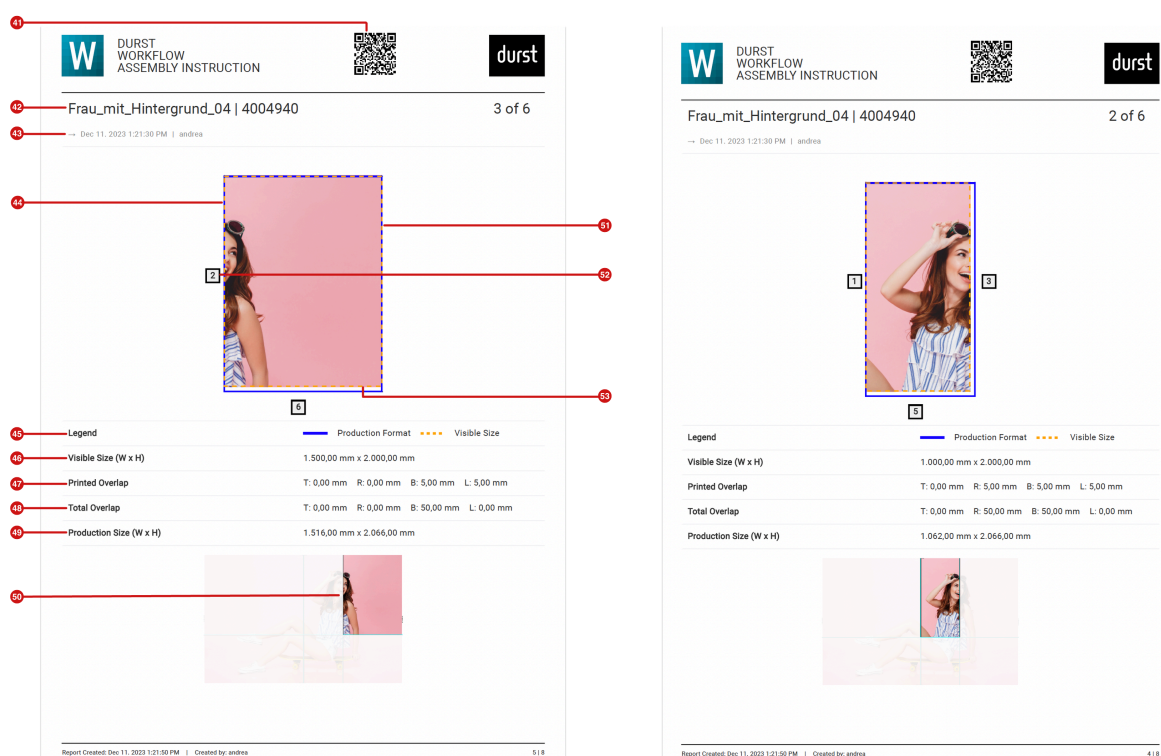 41
W
DURST
WORKFLOW
ASSEMBLY INSTRUCTION
durst
42
Frau_mit_Hintergrund_04 | 4004940
3 of 6
43
→ Dec 11. 2023 1:21:30 PM | andrea
44
51
2
52
53
6
45
Legend
Production Format
Visible Size
46
Visible Size (W x H)
1.500,00 mm x 2.000,00 mm
47
Printed Overlap
T: 0,00 mm R: 0,00 mm B: 5,00 mm L: 5,00 mm
48
Total Overlap
T: 0,00 mm R: 0,00 mm B: 50,00 mm L: 0,00 mm
49
Production Size (W x H)
1.516,00 mm x 2.066,00 mm
50
Report Created: Dec 11. 2023 1:21:50 PM | Created by: andrea
5 | 8
W
DURST
WORKFLOW
ASSEMBLY INSTRUCTION
durst
Frau_mit_Hintergrund_04 | 4004940
2 of 6
→ Dec 11. 2023 1:21:30 PM | andrea
1
3
5
Legend
Production Format
Visible Size
Visible Size (W x H)
1.000,00 mm x 2.000,00 mm
Printed Overlap
T: 0,00 mm R: 5,00 mm B: 5,00 mm L: 5,00 mm
Total Overlap
T: 0,00 mm R: 50,00 mm B: 50,00 mm L: 0,00 mm
Production Size (W x H)
1.062,00 mm x 2.066,00 mm
Report Created: Dec 11. 2023 1:21:50 PM | Created by: andrea
4 | 8